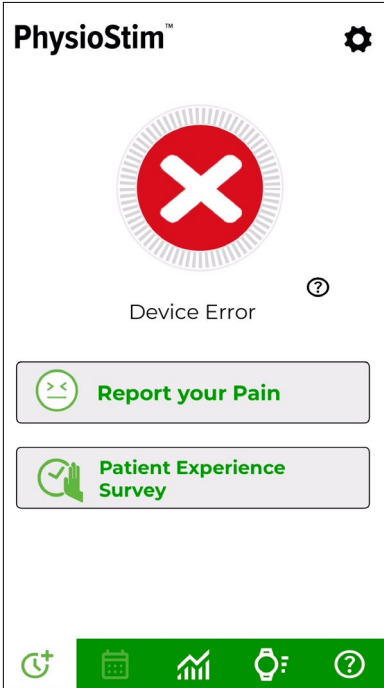 PhysioStim™
Device Error
?
Report your Pain
Patient Experience
Survey
?